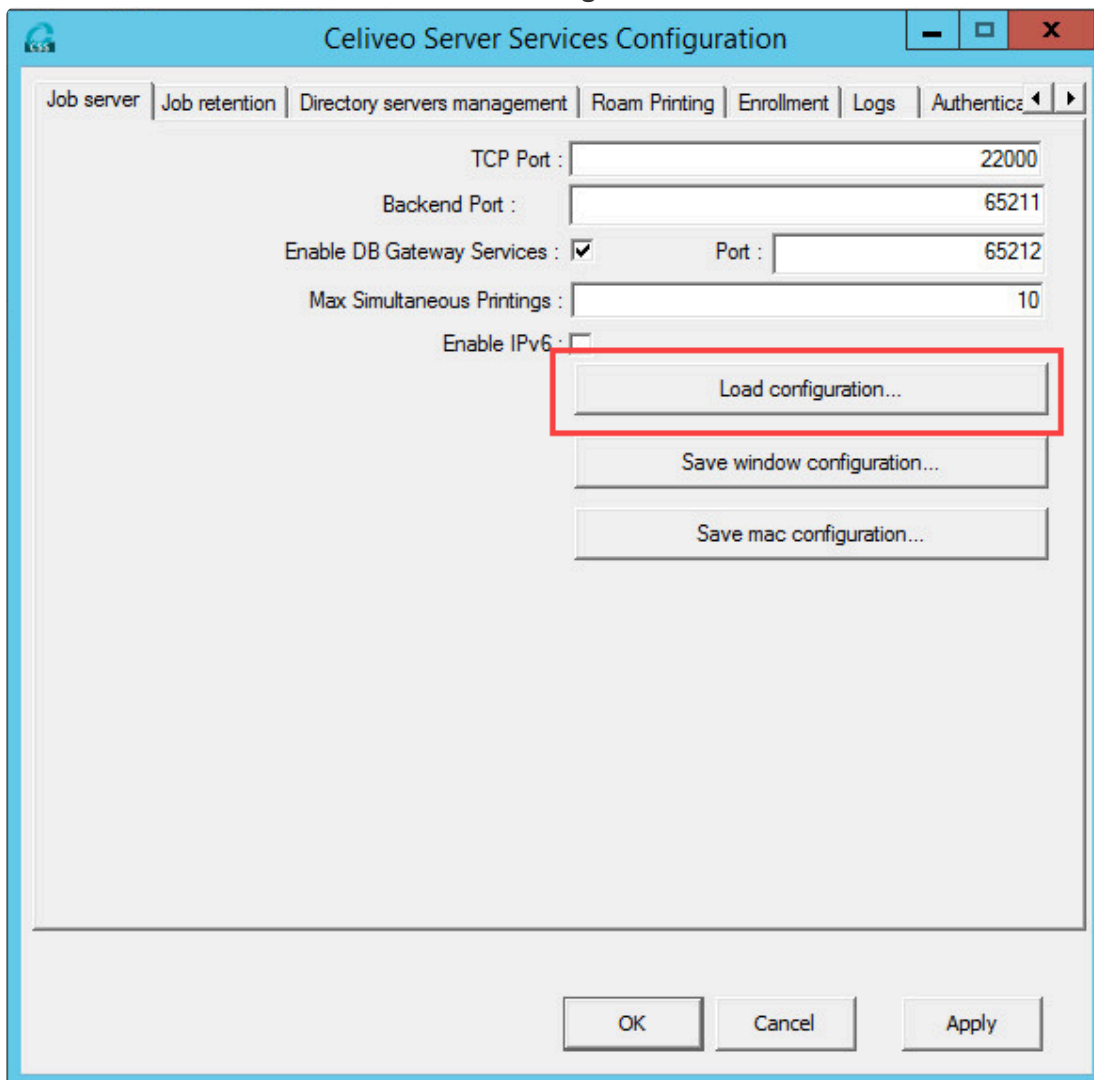 CSS
Celiveo Server Services Configuration
Job server Job retention Directory servers management Roam Printing Enrollment Logs Authentica
TCP Port : 22000
Backend Port : 65211
Enable DB Gateway Services : Port : 65212
Max Simultaneous Printings : 10
Enable IPv6 :
Load configuration...
Save window configuration...
Save mac configuration...
OK Cancel Apply